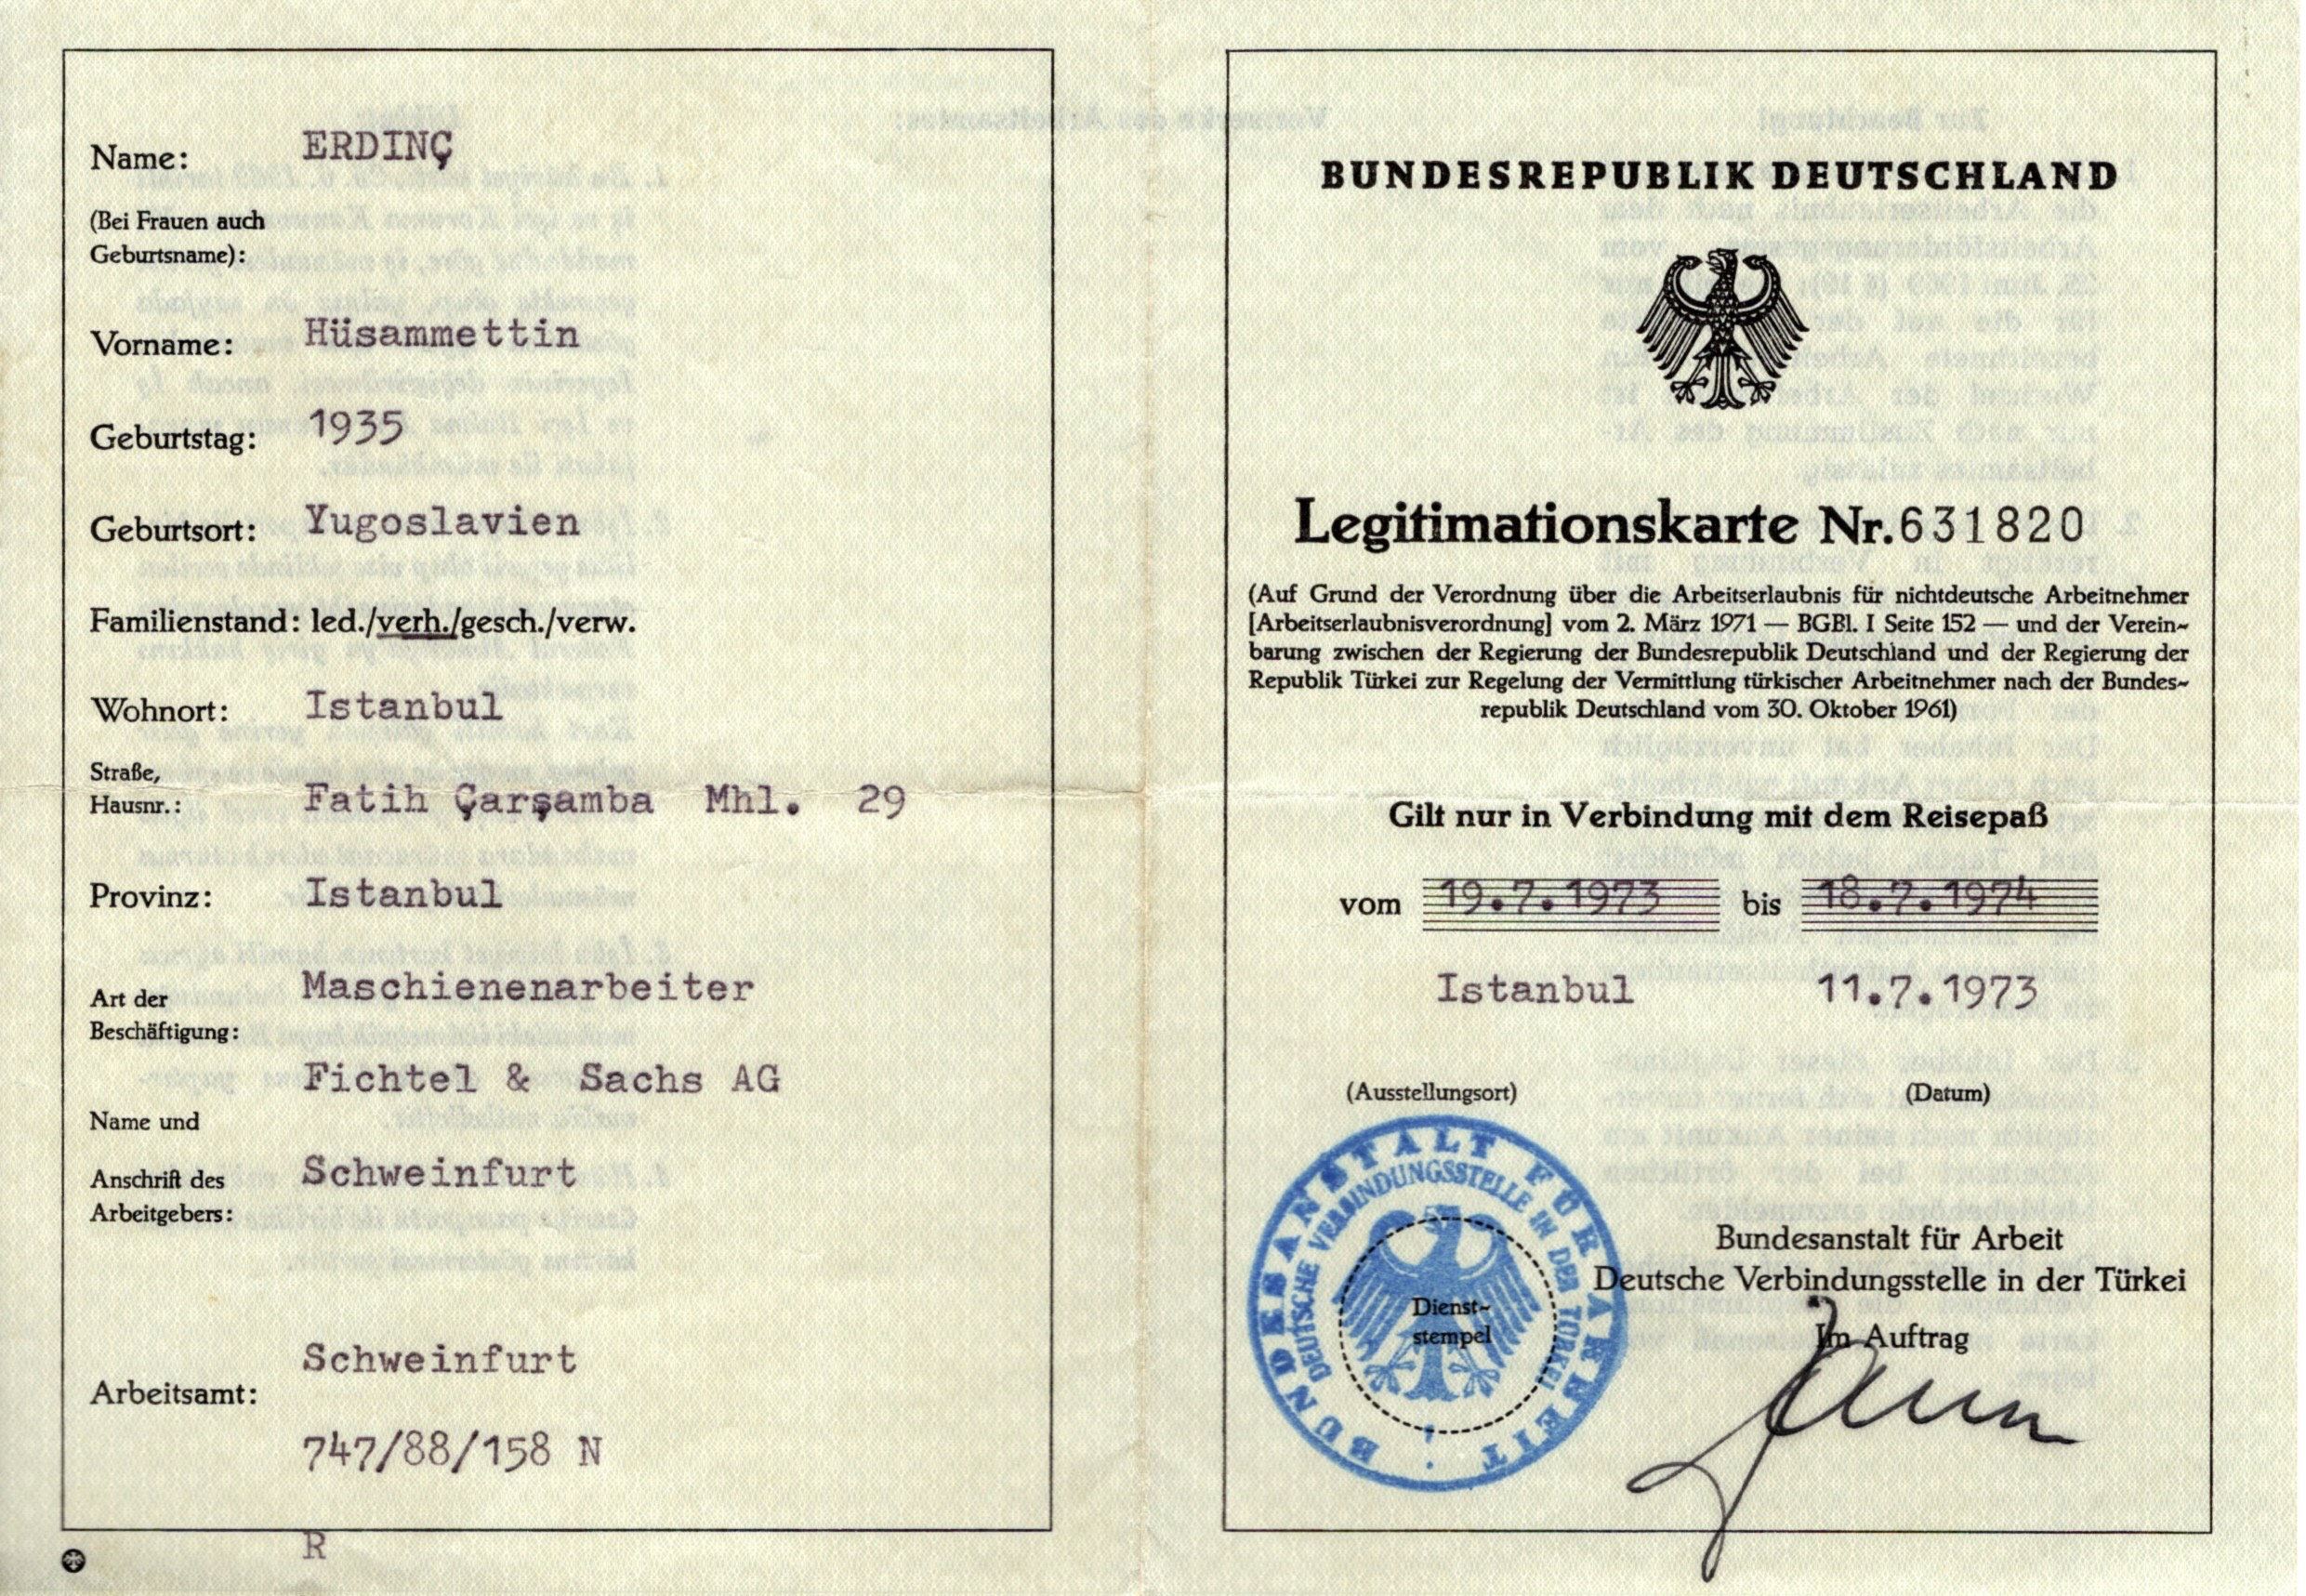 Name: ERDINÇ
(Bei Frauen auch
Geburtsname):
Vorname: Hüsammettin
Geburtstag: 1935
Geburtsort: Yugoslavien
Familienstand: led./verh./gesch./verw.
Wohnort: Istanbul
Straße,
Hausnr.: Fatih Çarşamba Mhl. 29
Provinz: Istanbul
Art der Maschienenarbeiter
Beschäftigung:
Fichtel & Sachs AG
Name und
Anschrift des Schweinfurt
Arbeitgebers:
Schweinfurt
Arbeitsamt:
747/88/158 N
R
BUNDESREPUBLIK DEUTSCHLAND
Legitimationskarte Nr. 631820
(Auf Grund der Verordnung über die Arbeitserlaubnis für nichtdeutsche Arbeitnehmer
[Arbeitserlaubnisverordnung] vom 2. März 1971 — BGBl. I Seite 152 — und der Verein-
barung zwischen der Regierung der Bundesrepublik Deutschland und der Regierung der
Republik Türkei zur Regelung der Vermittlung türkischer Arbeitnehmer nach der Bundes-
republik Deutschland vom 30. Oktober 1961)
Gilt nur in Verbindung mit dem Reisepaß
vom 19.7.1973 bis 18.7.1974
Istanbul 11.7.1973
(Ausstellungsort) (Datum)
BUNDESANSTALT FÜR ARBEIT
DEUTSCHE VERBINDUNGSSTELLE IN DER TÜRKEI
Dienst-
stempel
Bundesanstalt für Arbeit
Deutsche Verbindungsstelle in der Türkei
Im Auftrag